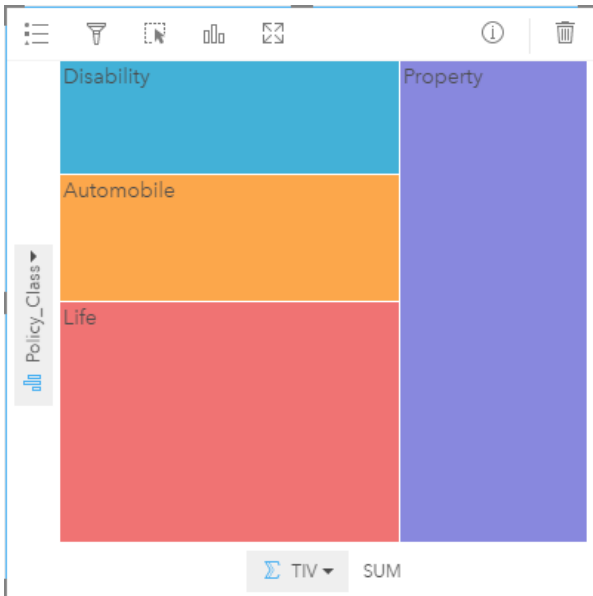 Disability
Property
Automobile
Life
Policy_Class
TIV SUM